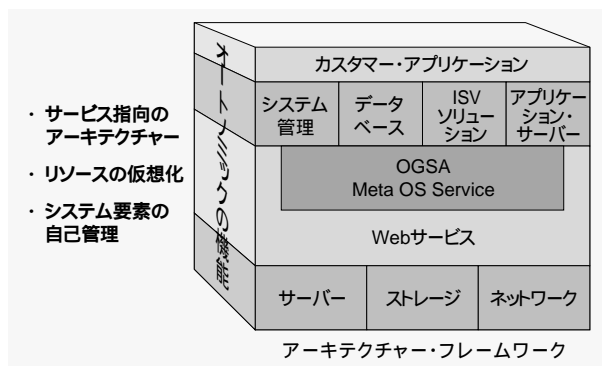 ・ サービス指向の
アーキテクチャー
・ リソースの仮想化
・ システム要素の
自己管理
オートノミックの機能
カスタマー・アプリケーション
システム
管理
データ
ベース
ISV
ソリュー
ション
アプリケー
ション・
サーバー
OGSA
Meta OS Service
Webサービス
サーバー
ストレージ
ネットワーク
アーキテクチャー・フレームワーク